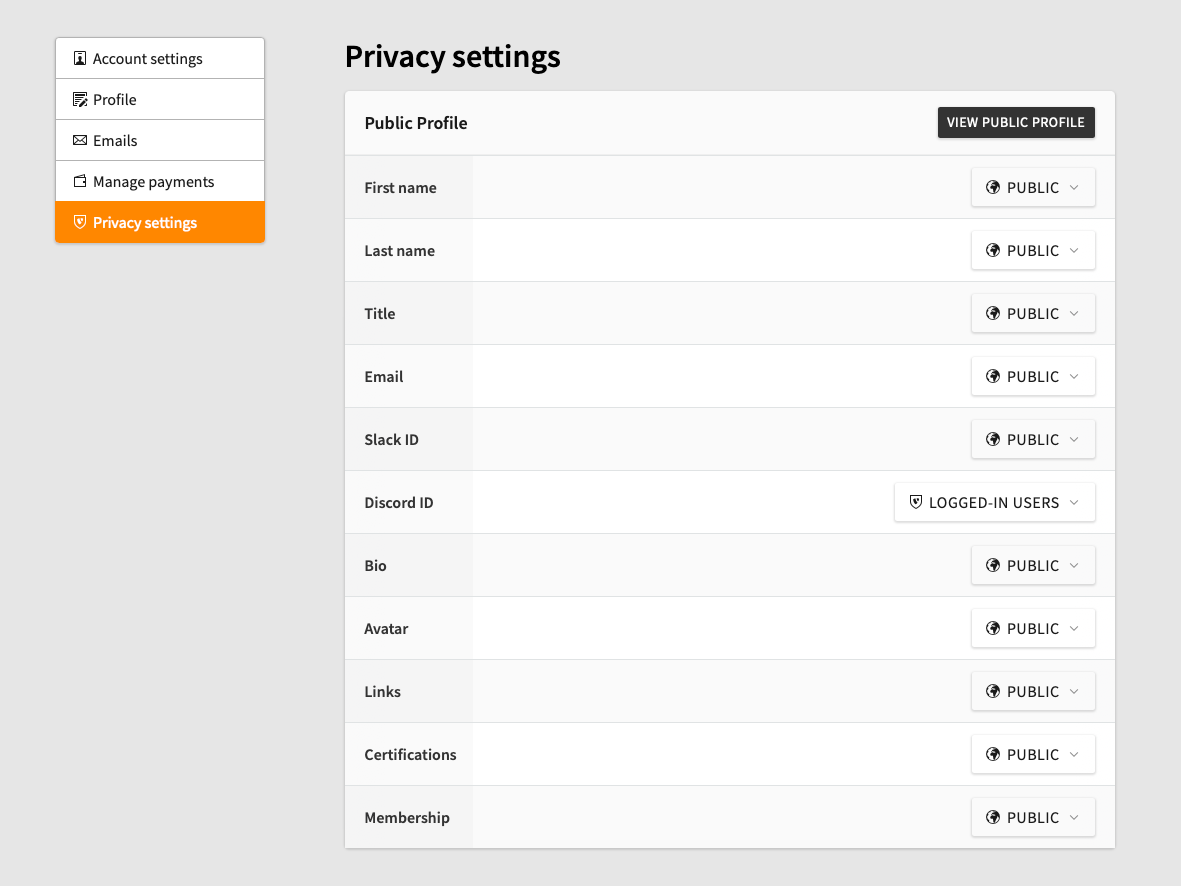 Account settings
Profile
Emails
Manage payments
Privacy settings
Privacy settings
Public Profile
VIEW PUBLIC PROFILE
First name PUBLIC
Last name PUBLIC
Title PUBLIC
Email PUBLIC
Slack ID PUBLIC
Discord ID LOGGED-IN USERS
Bio PUBLIC
Avatar PUBLIC
Links PUBLIC
Certifications PUBLIC
Membership PUBLIC